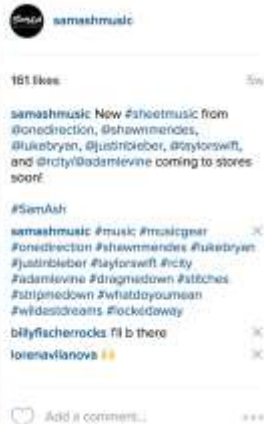 samashmusic
161 likes
5w
samashmusic New #sheetmusic from
@onedirection, @shawnmendes,
@lukebryan, @justinbieber, @taylorswift,
and @rcity/@adamlevine coming to stores
soon!
#SamAsh
samashmusic #music #musicgear
#onedirection #shawnmendes #lukebryan
#justinbieber #taylorswift #rcity
#adamlevine #dragmedown #stitches
#stripmedown #whatdoyoumean
#wildestdreams #lockedaway
billyfischerrocks I'll b there
lorenavilanova 🙌
Add a comment...